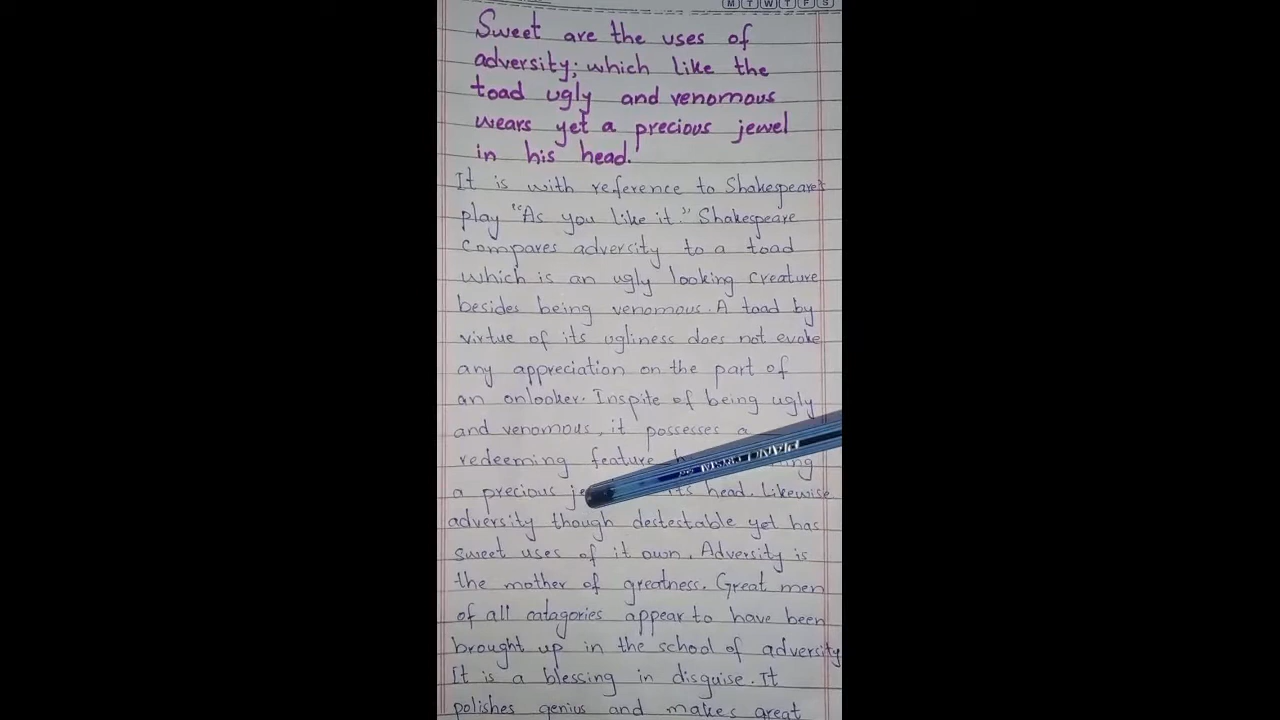 M T W T F S
Sweet are the uses of
adversity; which like the
toad ugly and venomous
wears yet a precious jewel
in his head.
It is with reference to Shakespeare's
play "As you like it." Shakespeare
compares adversity to a toad
which is an ugly looking creature
besides being venomous. A toad by
virtue of its ugliness does not evoke
any appreciation on the part of
an onlooker. Inspite of being ugly
and venomous, it possesses a
redeeming feature
a precious its head. Likewise
adversity though destestable yet has
sweet uses of it own. Adversity is
the mother of greatness. Great men
of all catagories appear to have been
brought up in the school of adversity
It is a blessing in disguise. It
polishes genius and makes great